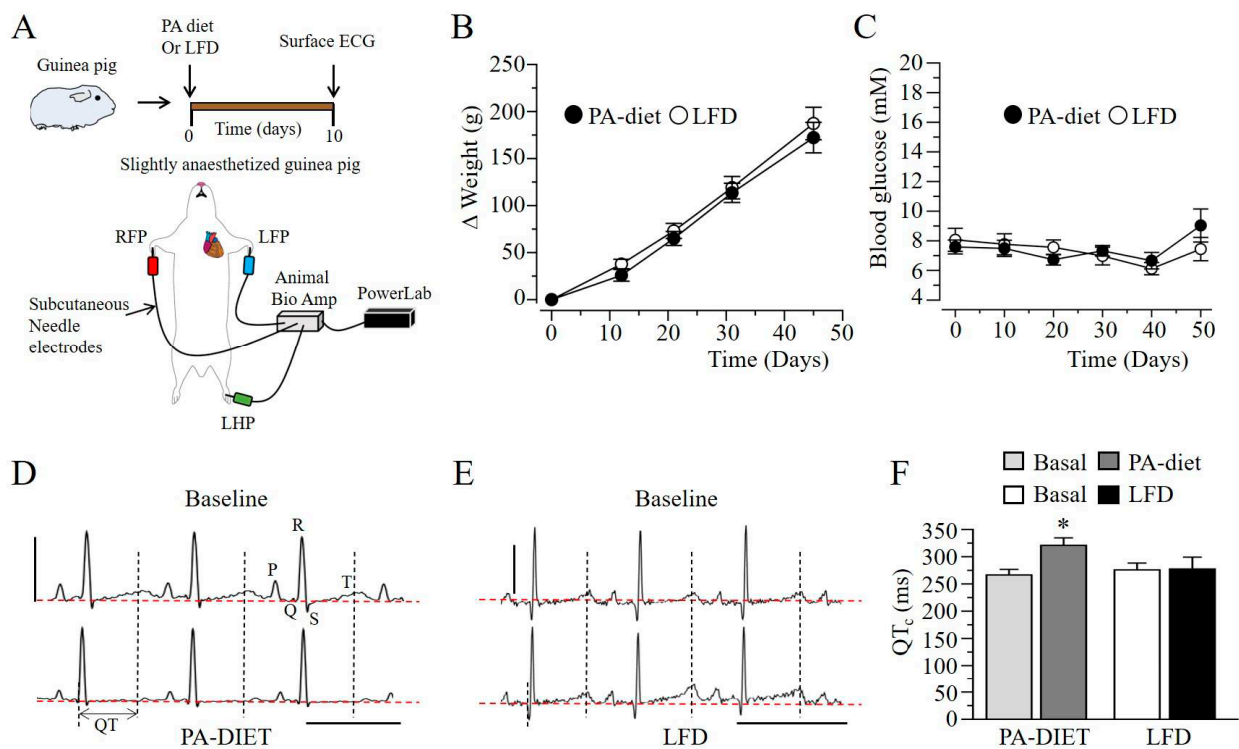 A
PA diet
Or LFD
Surface ECG
Guinea pig
0
Time (days)
10
Slightly anaesthetized guinea pig
RFP
LFP
Animal
Bio Amp
PowerLab
Subcutaneous
Needle
electrodes
LHP
B
250
200
150
100
50
0
Δ Weight (g)
PA-diet
LFD
0 10 20 30 40 50
Time (Days)
C
20
18
16
14
12
10
8
6
4
Blood glucose (mM)
PA-diet
LFD
0 10 20 30 40 50
Time (Days)
D
Baseline
R
P
T
Q
S
QT
PA-DIET
E
Baseline
LFD
F
Basal PA-diet
Basal LFD
350
300
250
200
150
100
50
0
QTc (ms)
*
PA-DIET LFD